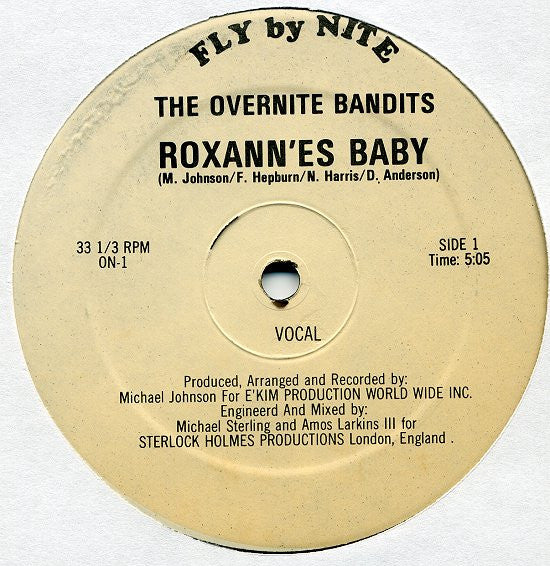 FLY by NITE
THE OVERNITE BANDITS
ROXANN'ES BABY
(M. Johnson/F. Hepburn/N. Harris/D. Anderson)
33 1/3 RPM
ON-1
SIDE 1
Time: 5:05
VOCAL
Produced, Arranged and Recorded by:
Michael Johnson For E'KIM PRODUCTION WORLD WIDE INC.
Engineerd And Mixed by:
Michael Sterling and Amos Larkins III for
STERLOCK HOLMES PRODUCTIONS London, England .